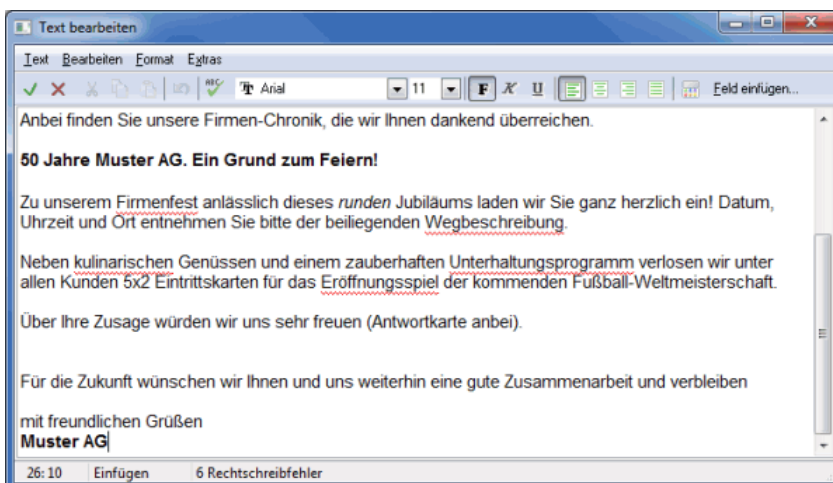 Text bearbeiten
Text Bearbeiten Format Extras
ABC Arial 11 F K U Feld einfügen...
Anbei finden Sie unsere Firmen-Chronik, die wir Ihnen dankend überreichen.
50 Jahre Muster AG. Ein Grund zum Feiern!
Zu unserem Firmenfest anlässlich dieses runden Jubiläums laden wir Sie ganz herzlich ein! Datum,
Uhrzeit und Ort entnehmen Sie bitte der beiliegenden Wegbeschreibung.
Neben kulinarischen Genüssen und einem zauberhaften Unterhaltungsprogramm verlosen wir unter
allen Kunden 5x2 Eintrittskarten für das Eröffnungsspiel der kommenden Fußball-Weltmeisterschaft.
Über Ihre Zusage würden wir uns sehr freuen (Antwortkarte anbei).
Für die Zukunft wünschen wir Ihnen und uns weiterhin eine gute Zusammenarbeit und verbleiben
mit freundlichen Grüßen
Muster AG
26:10 Einfügen 6 Rechtschreibfehler